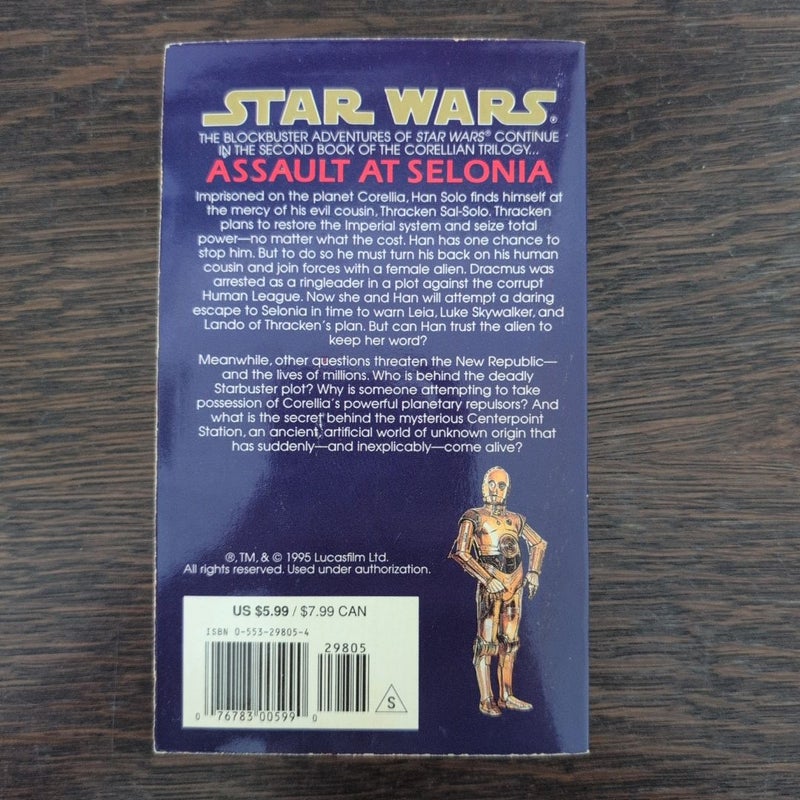 STAR WARS®
THE BLOCKBUSTER ADVENTURES OF STAR WARS® CONTINUE
IN THE SECOND BOOK OF THE CORELLIAN TRILOGY...
ASSAULT AT SELONIA
Imprisoned on the planet Corellia, Han Solo finds himself at
the mercy of his evil cousin, Thracken Sal-Solo. Thracken
plans to restore the Imperial system and seize total
power—no matter what the cost. Han has one chance to
stop him. But to do so he must turn his back on his human
cousin and join forces with a female alien. Dracmus was
arrested as a ringleader in a plot against the corrupt
Human League. Now she and Han will attempt a daring
escape to Selonia in time to warn Leia, Luke Skywalker, and
Lando of Thracken's plan. But can Han trust the alien to
keep her word?
Meanwhile, other questions threaten the New Republic—
and the lives of millions. Who is behind the deadly
Starbuster plot? Why is someone attempting to take
possession of Corellia's powerful planetary repulsors? And
what is the secret behind the mysterious Centerpoint
Station, an ancient, artificial world of unknown origin that
has suddenly—and inexplicably—come alive?
®, TM, & © 1995 Lucasfilm Ltd.
All rights reserved. Used under authorization.
US $5.99 / $7.99 CAN
ISBN 0-553-29805-4
29805
0 76783 00599 0
S